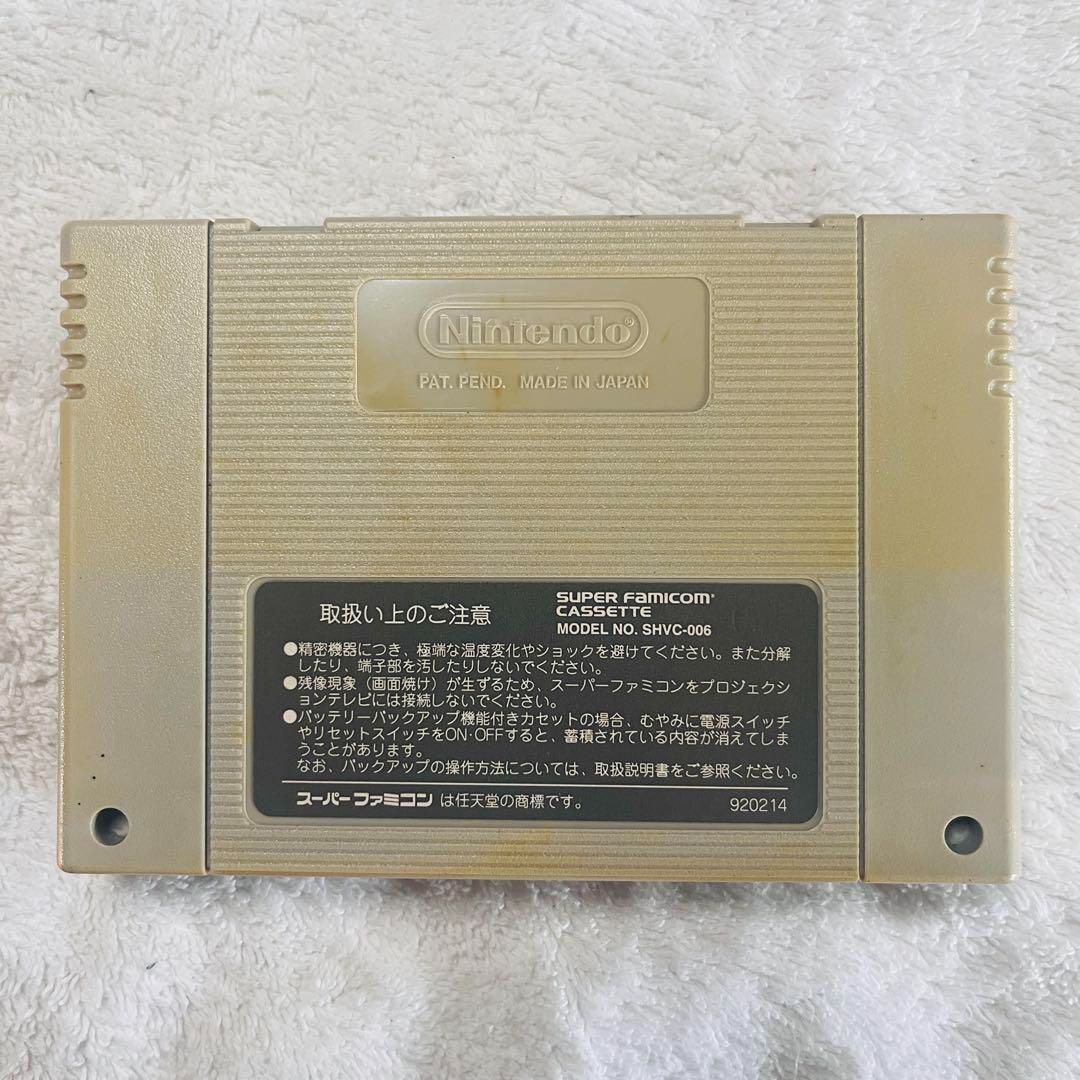 Nintendo®
PAT. PEND. MADE IN JAPAN
取扱い上のご注意
SUPER FAMICOM®
CASSETTE
MODEL NO. SHVC-006
●精密機器につき、極端な温度変化やショックを避けてください。また分解
したり、端子部を汚したりしないでください。
●残像現象(画面焼け)が生ずるため、スーパーファミコンをプロジェクシ
ョンテレビには接続しないでください。
●バッテリーバックアップ機能付きカセットの場合、むやみに電源スイッチ
やリセットスイッチをON·OFFすると、蓄積されている内容が消えてしま
うことがあります。
なお、バックアップの操作方法については、取扱説明書をご参照ください。
スーパーファミコン は任天堂の商標です。
920214